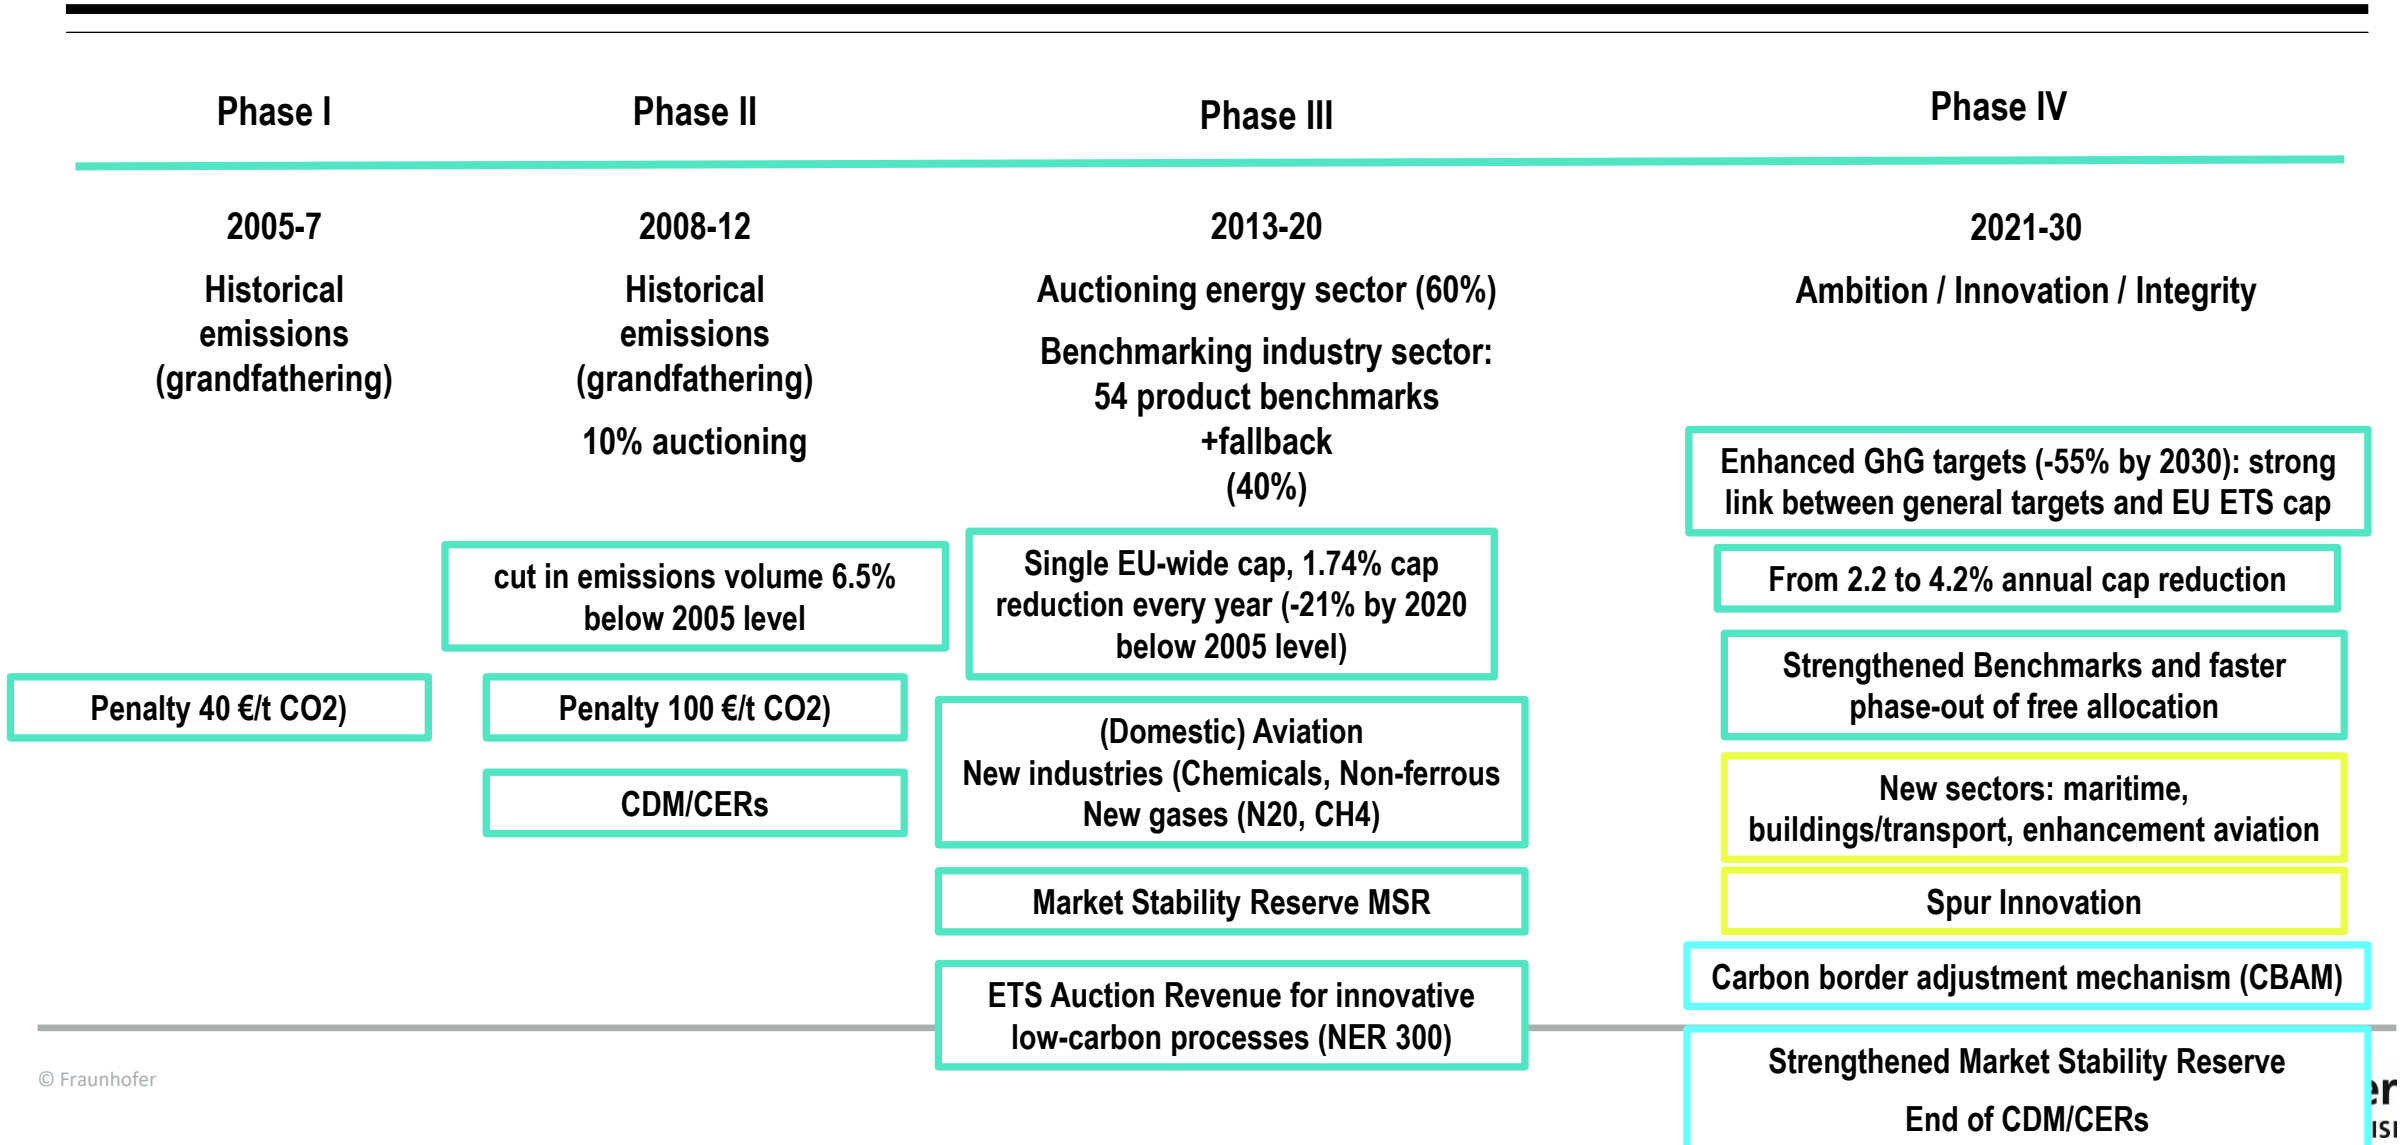 Phase I
2005-7
Historical
emissions
(grandfathering)
Penalty 40 €/t CO2)
Phase II
2008-12
Historical
emissions
(grandfathering)
10% auctioning
cut in emissions volume 6.5%
below 2005 level
Penalty 100 €/t CO2)
CDM/CERs
Phase III
2013-20
Auctioning energy sector (60%)
Benchmarking industry sector:
54 product benchmarks
+fallback
(40%)
Single EU-wide cap, 1.74% cap
reduction every year (-21% by 2020
below 2005 level)
(Domestic) Aviation
New industries (Chemicals, Non-ferrous
New gases (N20, CH4)
Market Stability Reserve MSR
ETS Auction Revenue for innovative
low-carbon processes (NER 300)
Phase IV
2021-30
Ambition / Innovation / Integrity
Enhanced GhG targets (-55% by 2030): strong
link between general targets and EU ETS cap
From 2.2 to 4.2% annual cap reduction
Strengthened Benchmarks and faster
phase-out of free allocation
New sectors: maritime,
buildings/transport, enhancement aviation
Spur Innovation
Carbon border adjustment mechanism (CBAM)
Strengthened Market Stability Reserve
End of CDM/CERs
© Fraunhofer